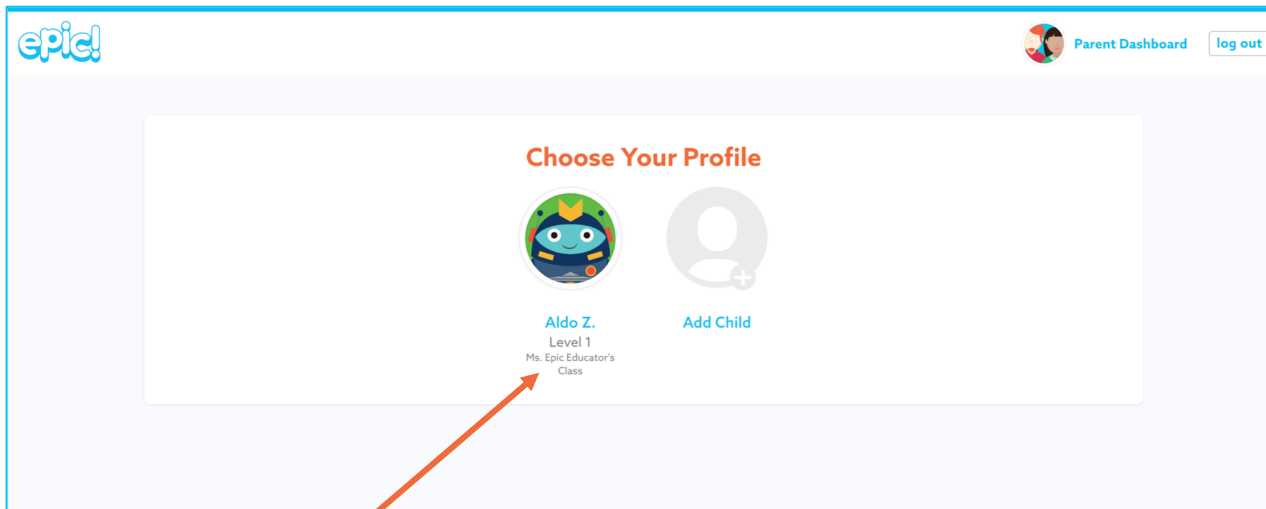 epic!
Parent Dashboard
log out
Choose Your Profile
Aldo Z.
Add Child
Level 1
Ms. Epic Educator's
Class